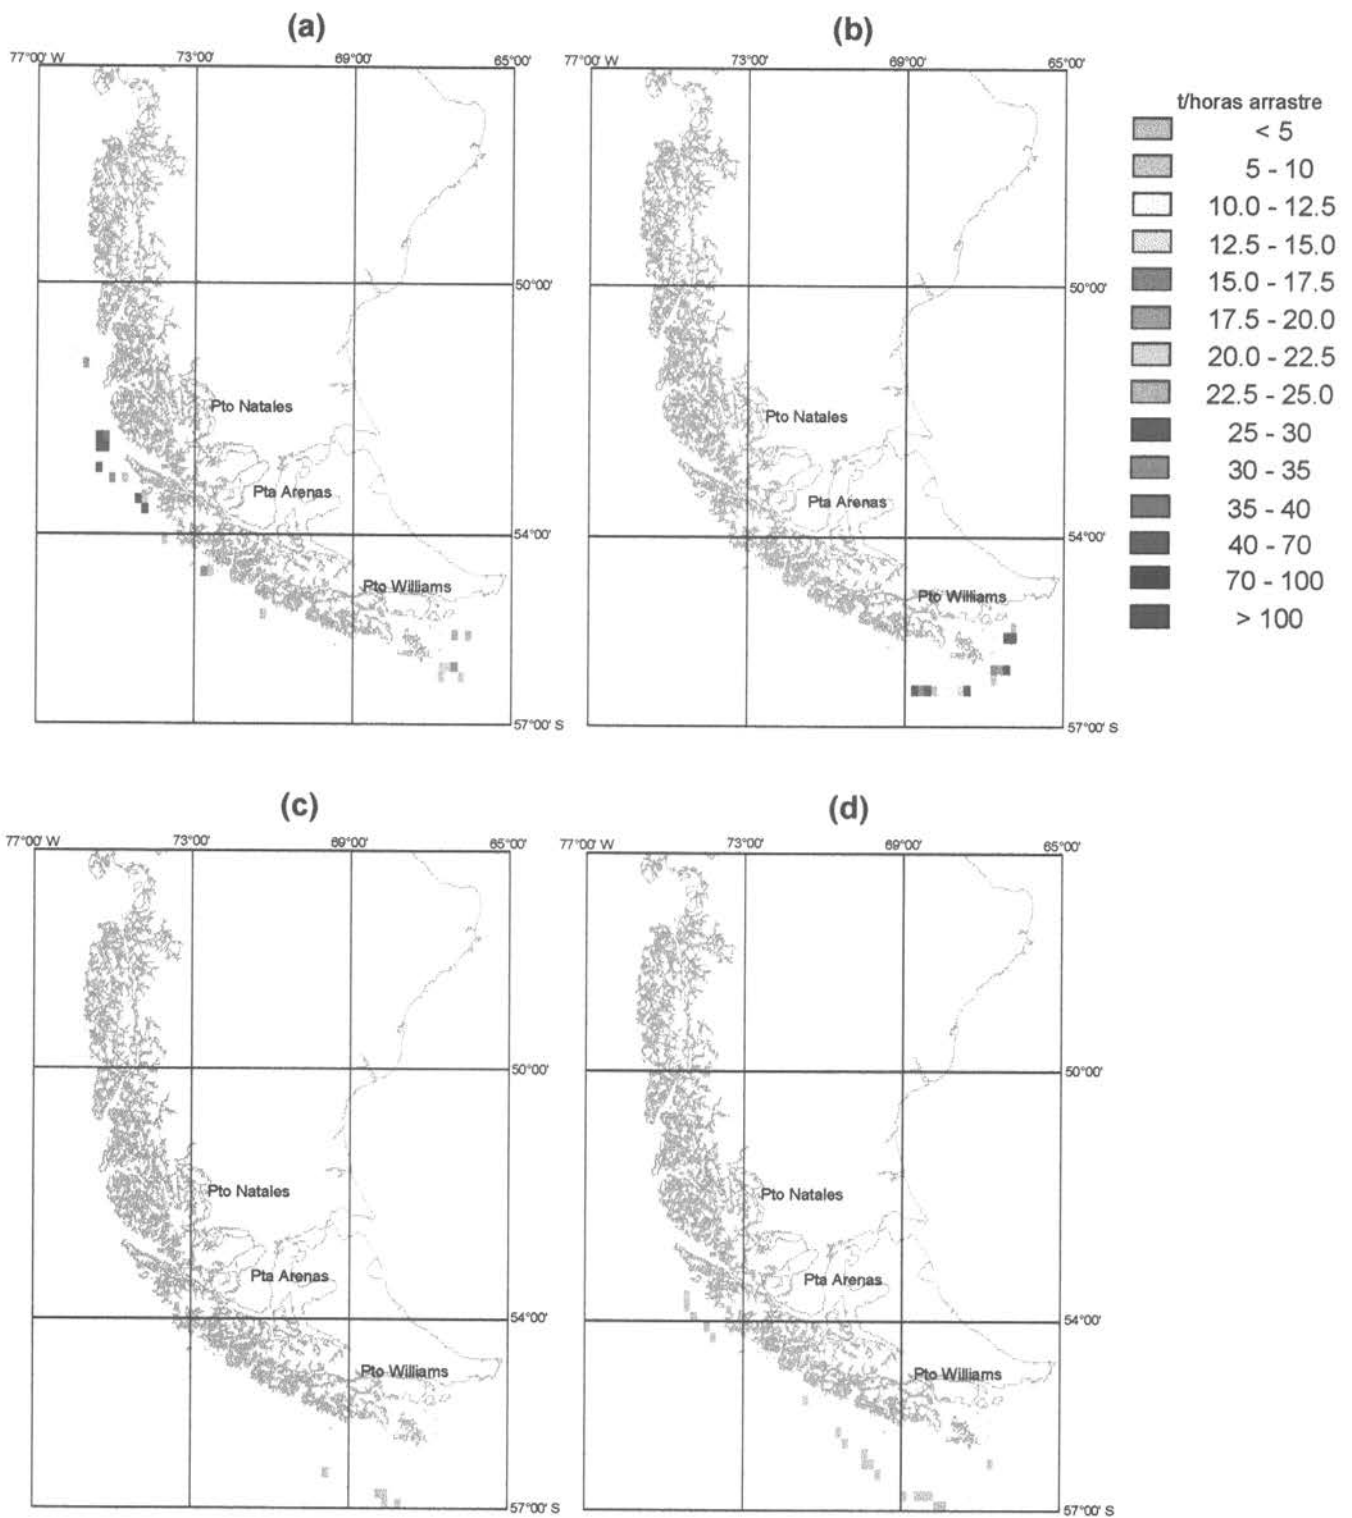 (a)
77°00' W 73°00' 69°00' 65°00'
50°00'
Pto Natales
Pta Arenas
54°00'
Pto Williams
57°00' S
(b)
77°00' W 73°00' 69°00' 65°00'
50°00'
Pto Natales
Pta Arenas
54°00'
Pto Williams
57°00' S
t/horas arrastre
< 5
5 - 10
10.0 - 12.5
12.5 - 15.0
15.0 - 17.5
17.5 - 20.0
20.0 - 22.5
22.5 - 25.0
25 - 30
30 - 35
35 - 40
40 - 70
70 - 100
> 100
(c)
77°00' W 73°00' 69°00' 65°00'
50°00'
Pto Natales
Pta Arenas
54°00'
Pto Williams
57°00' S
(d)
77°00' W 73°00' 69°00' 65°00'
50°00'
Pto Natales
Pta Arenas
54°00'
Pto Williams
57°00' S